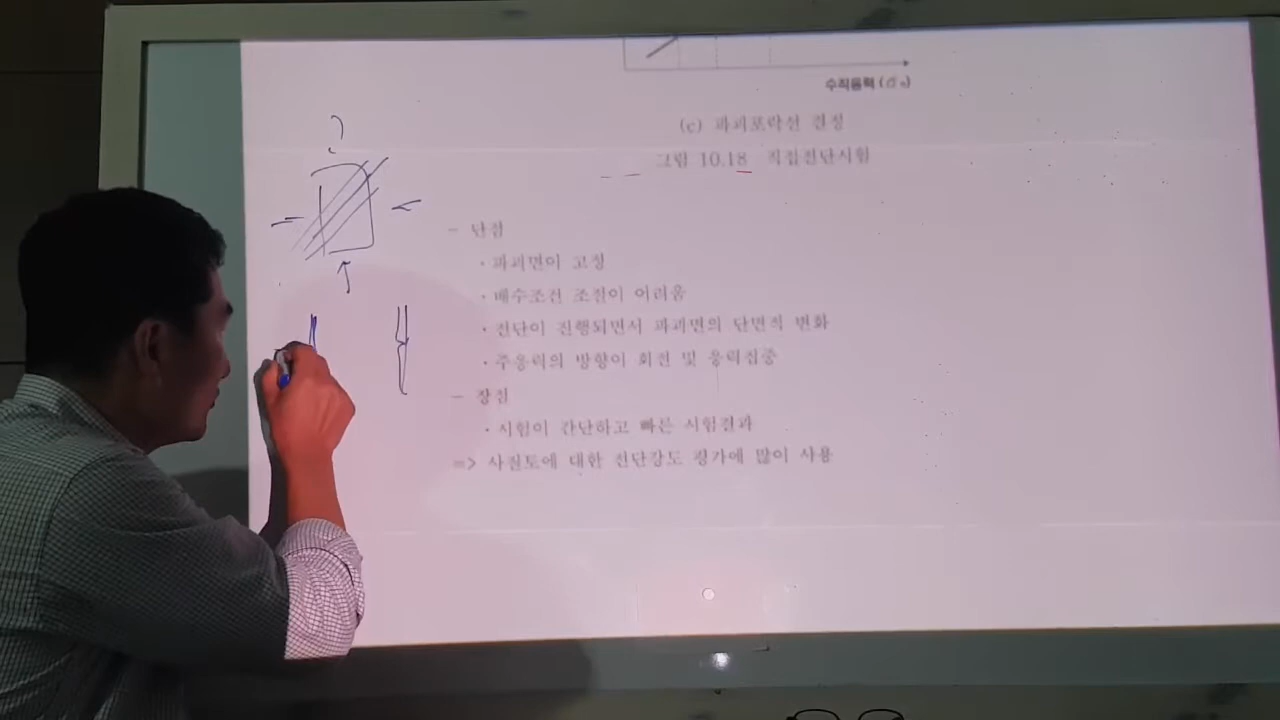 수직응력 (σₙ)
(c) 파괴포락선 결정
그림 10.18 직접전단시험
- 단점
· 파괴면이 고정
· 배수조건 조절이 어려움
· 전단이 진행되면서 파괴면의 단면적 변화
· 주응력의 방향이 회전 및 응력집중
- 장점
· 시험이 간단하고 빠른 시험결과
=> 사질토에 대한 전단강도 평가에 많이 사용